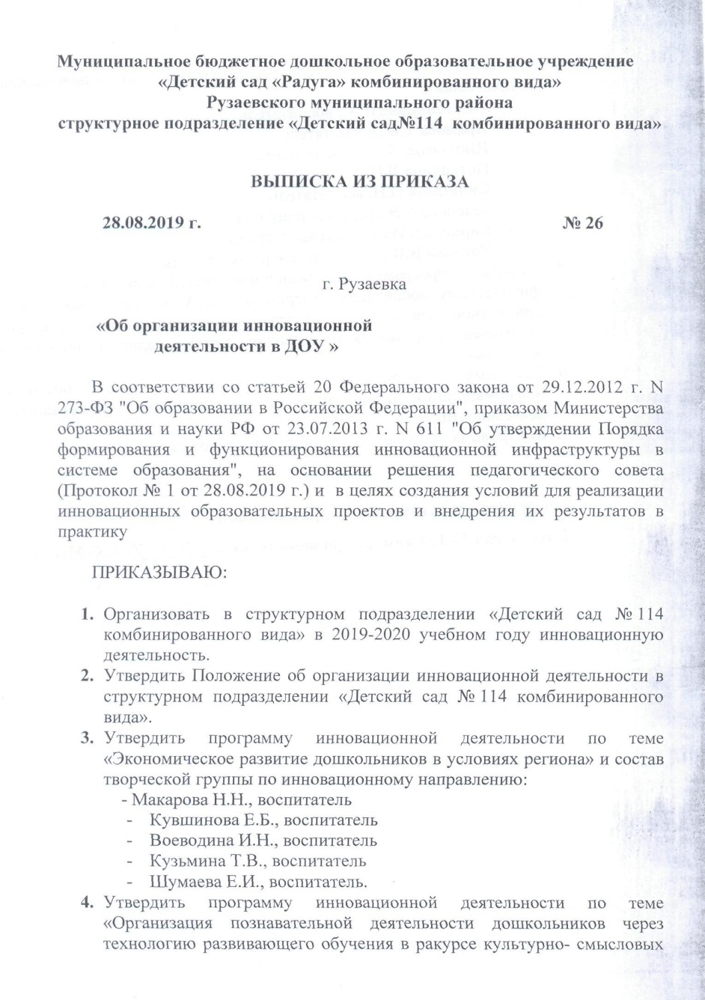 Муниципальное бюджетное дошкольное образовательное учреждение
«Детский сад «Радуга» комбинированного вида»
Рузаевского муниципального района
структурное подразделение «Детский сад№114 комбинированного вида»
ВЫПИСКА ИЗ ПРИКАЗА
28.08.2019 г. № 26
г. Рузаевка
«Об организации инновационной
деятельности в ДОУ »
В соответствии со статьей 20 Федерального закона от 29.12.2012 г. N
273-ФЗ "Об образовании в Российской Федерации", приказом Министерства
образования и науки РФ от 23.07.2013 г. N 611 "Об утверждении Порядка
формирования и функционирования инновационной инфраструктуры в
системе образования", на основании решения педагогического совета
(Протокол № 1 от 28.08.2019 г.) и в целях создания условий для реализации
инновационных образовательных проектов и внедрения их результатов в
практику
ПРИКАЗЫВАЮ:
1. Организовать в структурном подразделении «Детский сад № 114
комбинированного вида» в 2019-2020 учебном году инновационную
деятельность.
2. Утвердить Положение об организации инновационной деятельности в
структурном подразделении «Детский сад № 114 комбинированного
вида».
3. Утвердить программу инновационной деятельности по теме
«Экономическое развитие дошкольников в условиях региона» и состав
творческой группы по инновационному направлению:
- Макарова Н.Н., воспитатель
- Кувшинова Е.Б., воспитатель
- Воеводина И.Н., воспитатель
- Кузьмина Т.В., воспитатель
- Шумаева Е.И., воспитатель.
4. Утвердить программу инновационной деятельности по теме
«Организация познавательной деятельности дошкольников через
технологию развивающего обучения в ракурсе культурно- смысловых